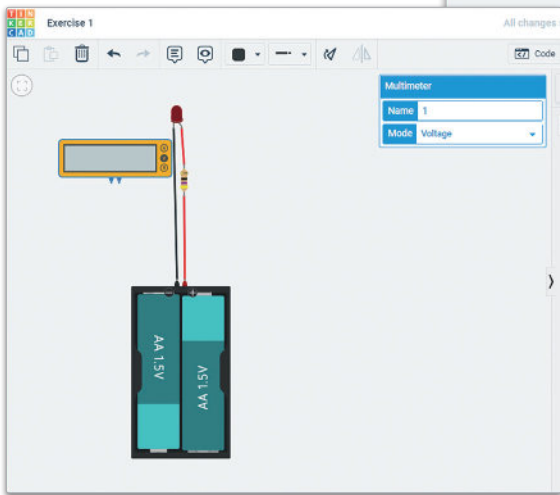 TIN
KER
CAD
Exercise 1
All changes
Code
Multimeter
Name 1
Mode Voltage
AA 1.5V
AA 1.5V